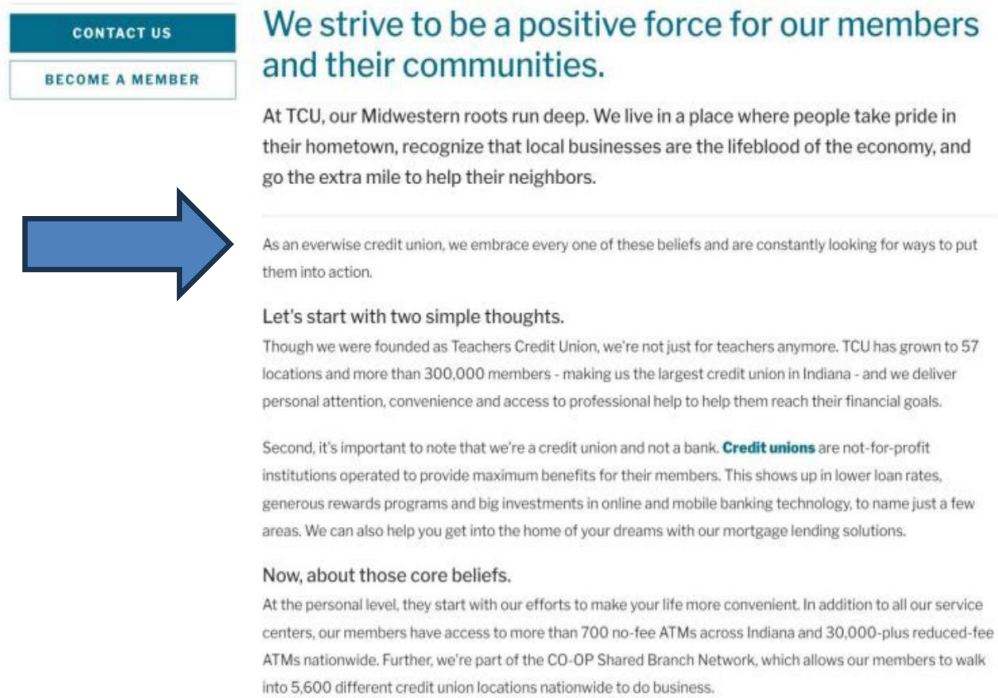 CONTACT US
BECOME A MEMBER
We strive to be a positive force for our members
and their communities.
At TCU, our Midwestern roots run deep. We live in a place where people take pride in
their hometown, recognize that local businesses are the lifeblood of the economy, and
go the extra mile to help their neighbors.
As an everwise credit union, we embrace every one of these beliefs and are constantly looking for ways to put
them into action.
Let's start with two simple thoughts.
Though we were founded as Teachers Credit Union, we're not just for teachers anymore. TCU has grown to 57
locations and more than 300,000 members - making us the largest credit union in Indiana - and we deliver
personal attention, convenience and access to professional help to help them reach their financial goals.
Second, it's important to note that we're a credit union and not a bank. Credit unions are not-for-profit
institutions operated to provide maximum benefits for their members. This shows up in lower loan rates,
generous rewards programs and big investments in online and mobile banking technology, to name just a few
areas. We can also help you get into the home of your dreams with our mortgage lending solutions.
Now, about those core beliefs.
At the personal level, they start with our efforts to make your life more convenient. In addition to all our service
centers, our members have access to more than 700 no-fee ATMs across Indiana and 30,000-plus reduced-fee
ATMs nationwide. Further, we're part of the CO-OP Shared Branch Network, which allows our members to walk
into 5,600 different credit union locations nationwide to do business.